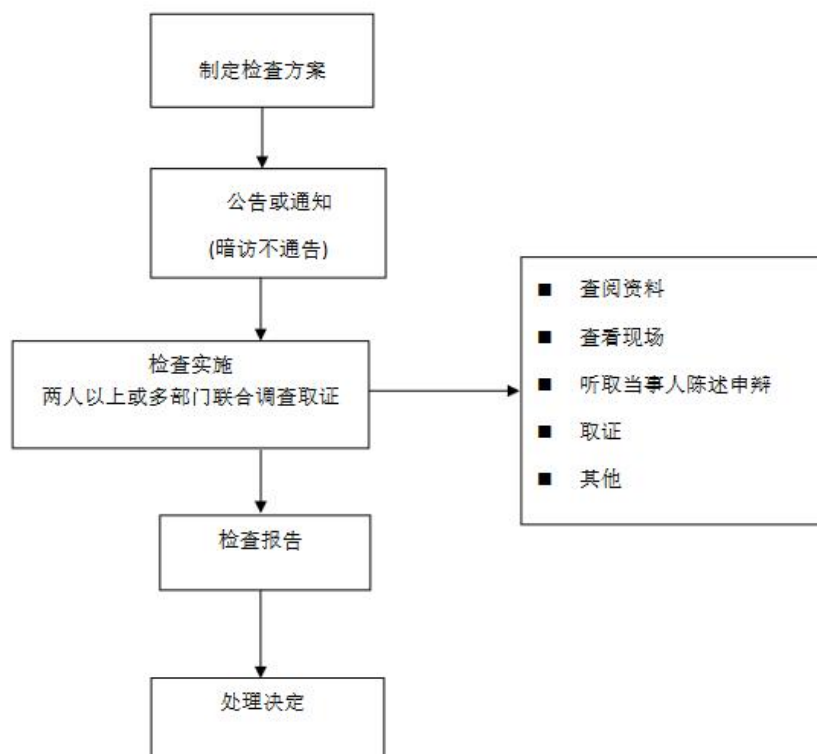 制定检查方案
公告或通知
(暗访不通告)
检查实施
两人以上或多部门联合调查取证
■ 查阅资料
■ 查看现场
■ 听取当事人陈述申辩
■ 取证
■ 其他
检查报告
处理决定